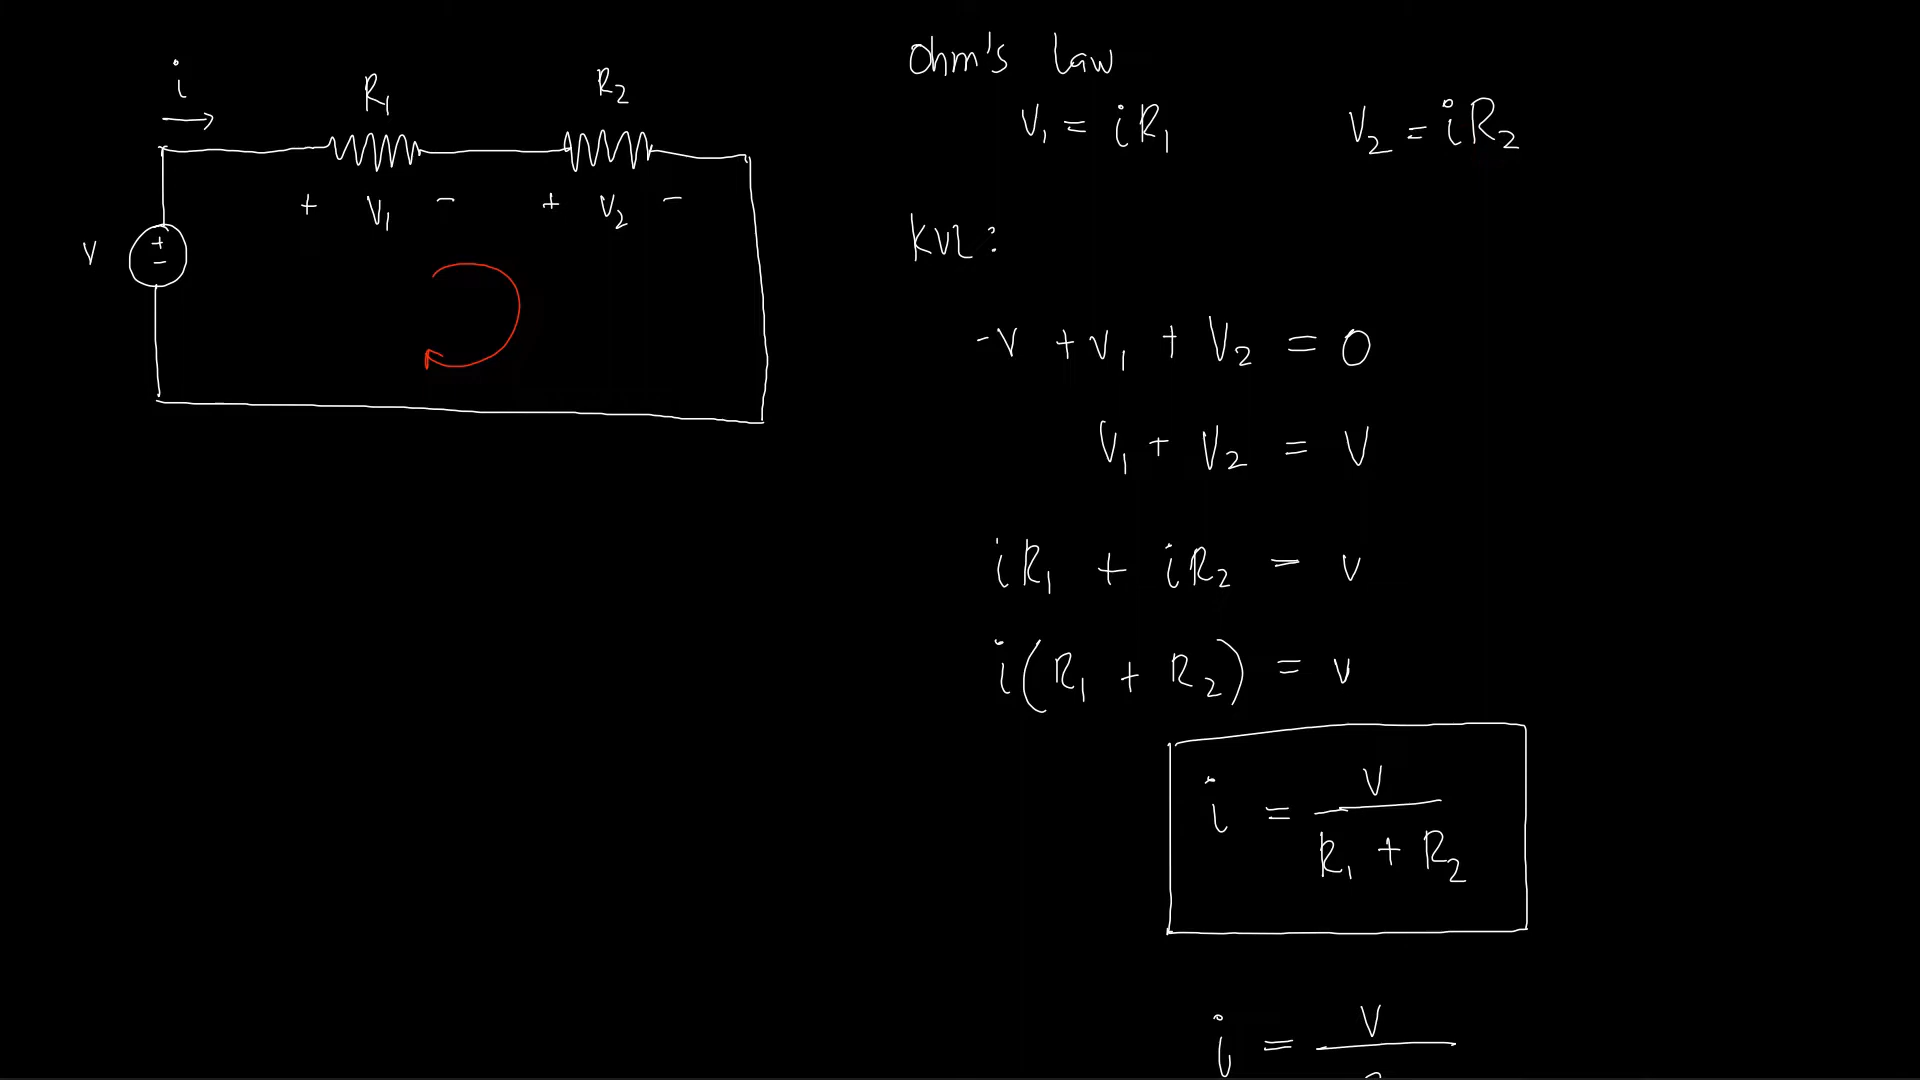 i
R₁ R₂
+ V₁ - + V₂ -
V
+
-
Ohm's law
V₁ = iR₁ V₂ = iR₂
KVL:
-V + V₁ + V₂ = 0
V₁ + V₂ = V
iR₁ + iR₂ = V
i(R₁ + R₂) = V
i = V / (R₁ + R₂)
i = V /